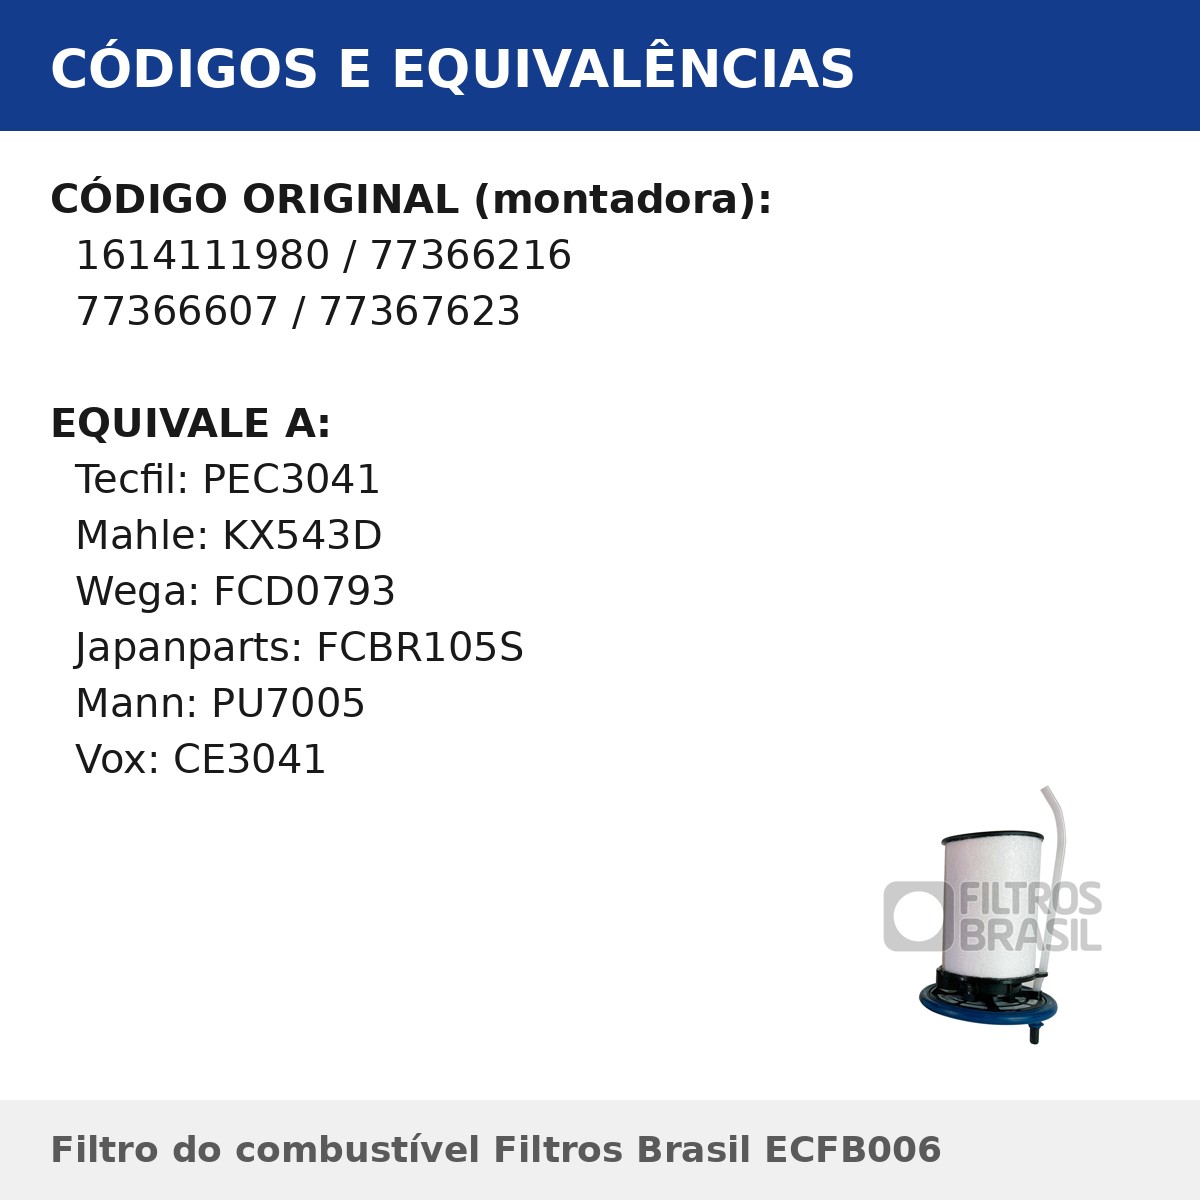 CÓDIGOS E EQUIVALÊNCIAS
CÓDIGO ORIGINAL (montadora):
1614111980 / 77366216
77366607 / 77367623
EQUIVALE A:
Tecfil: PEC3041
Mahle: KX543D
Wega: FCD0793
Japanparts: FCBR105S
Mann: PU7005
Vox: CE3041
FILTROS
BRASIL
Filtro do combustível Filtros Brasil ECFB006